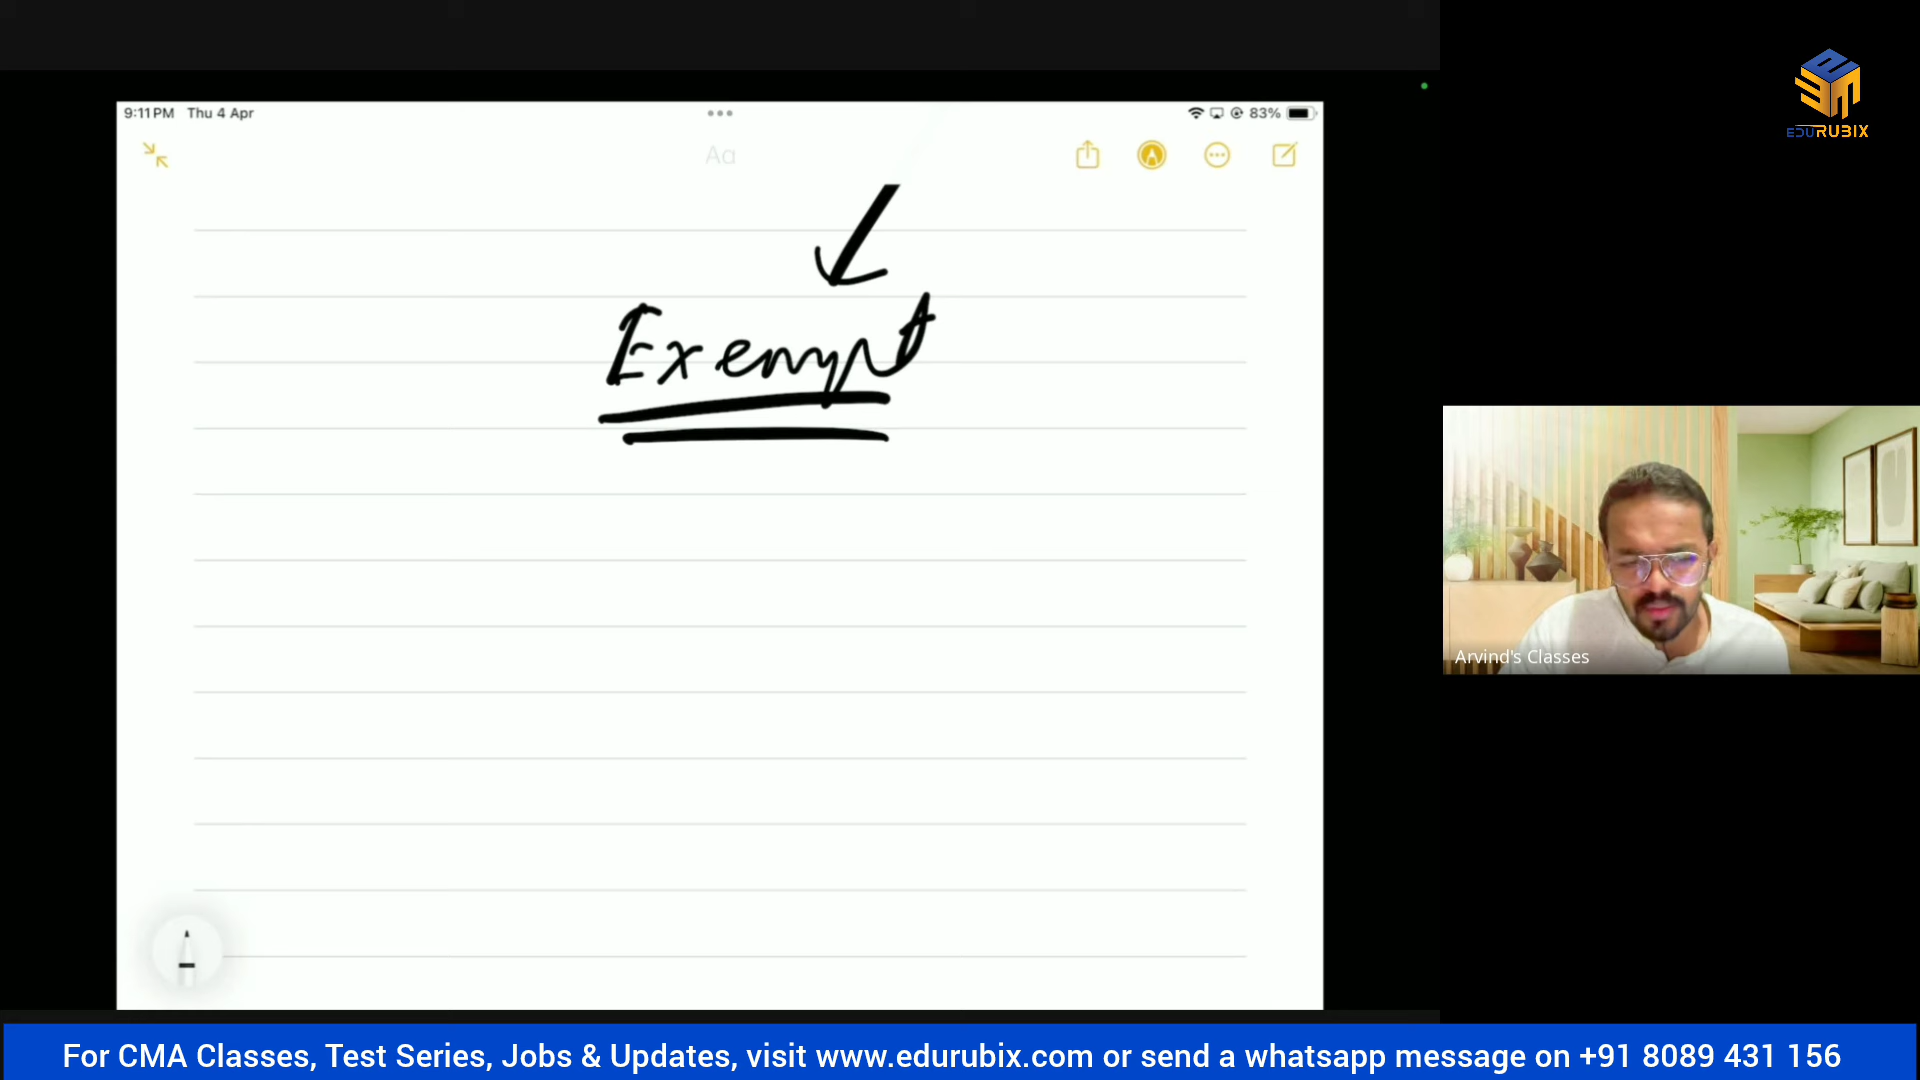 9:11 PM Thu 4 Apr
83%
Aa
EDURUBIX
Exempt
Arvind's Classes
For CMA Classes, Test Series, Jobs & Updates, visit www.edurubix.com or send a whatsapp message on +91 8089 431 156